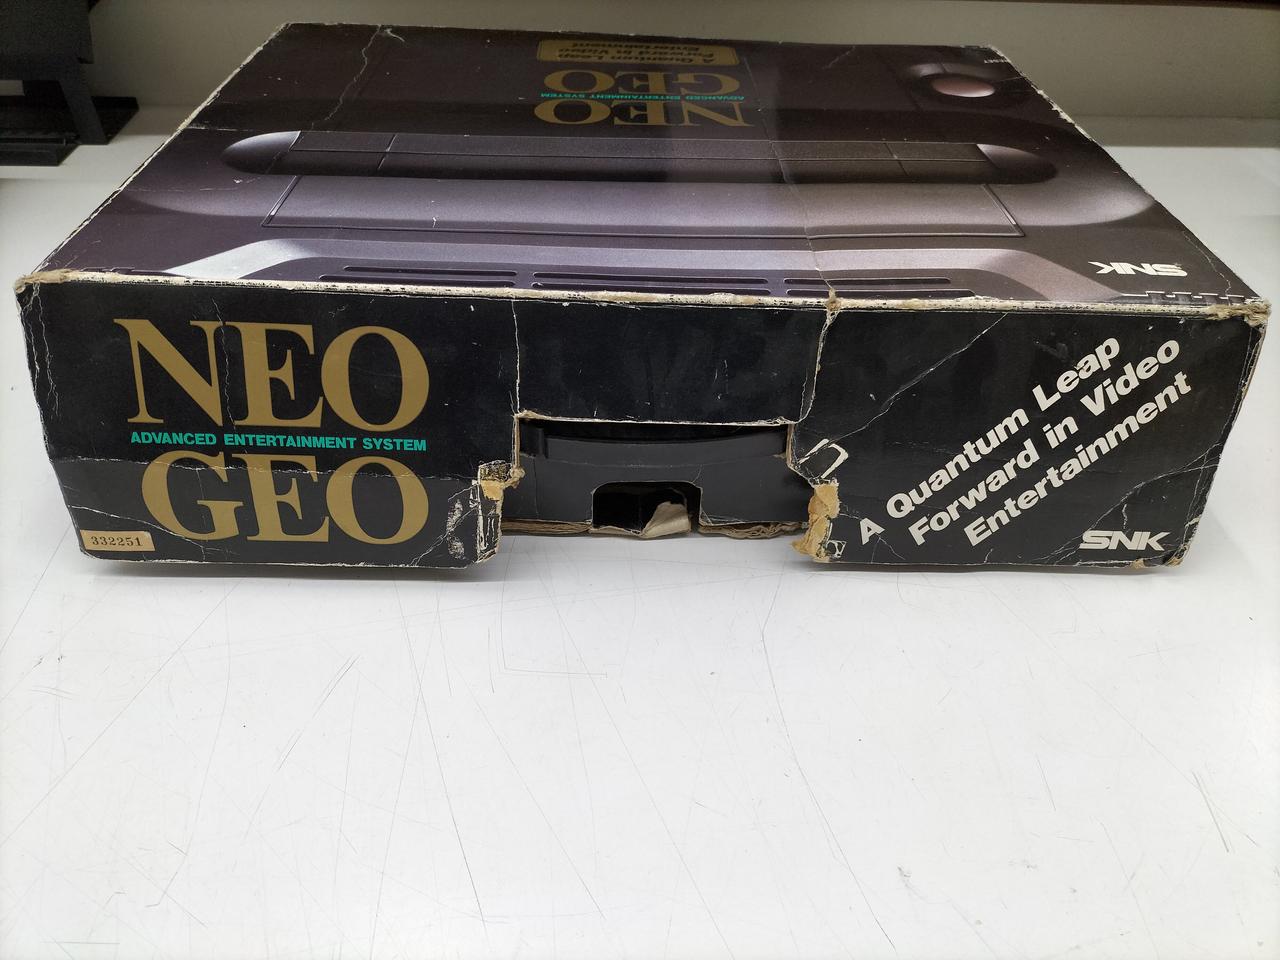 A Quantum Leap
Forward in Video
Entertainment
NEO
ADVANCED ENTERTAINMENT SYSTEM
GEO
RESET
SNK
NEO
ADVANCED ENTERTAINMENT SYSTEM
GEO
332251
A Quantum Leap
Forward in Video
Entertainment
SNK